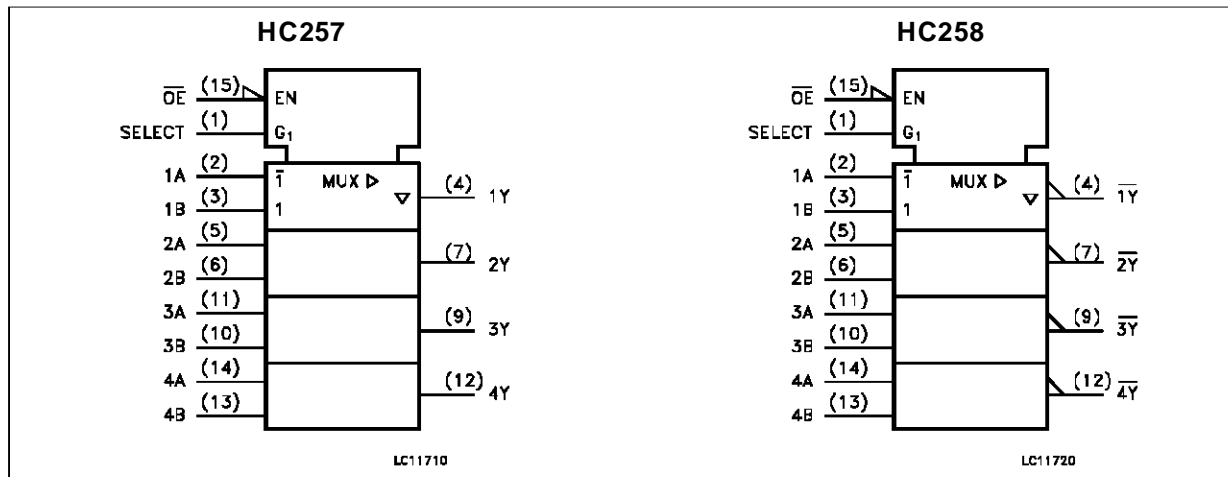 HC257
OE (15) EN
SELECT (1) G1
1A (2) 1 MUX
1B (3) 1
(4) 1Y
2A (5)
2B (6)
(7) 2Y
3A (11)
3B (10)
(9) 3Y
4A (14)
4B (13)
(12) 4Y
LC11710
HC258
OE (15) EN
SELECT (1) G1
1A (2) 1 MUX
1B (3) 1
(4) 1Y
2A (5)
2B (6)
(7) 2Y
3A (11)
3B (10)
(9) 3Y
4A (14)
4B (13)
(12) 4Y
LC11720